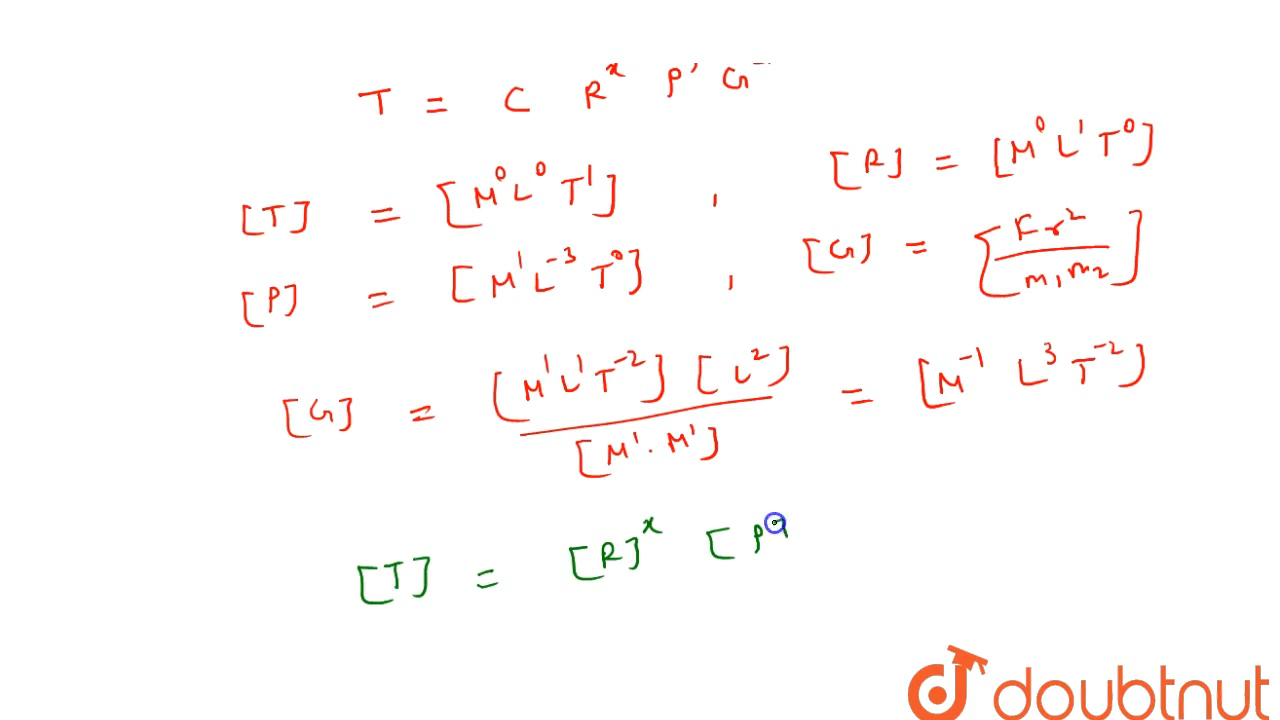 T = C R^x ρ' G^-
[T] = [M^0 L^0 T^1] , [R] = [M^0 L^1 T^0]
[ρ] = [M^1 L^-3 T^0] , [G] = [F r^2 / m1 m2]
[G] = [M^1 L^1 T^-2] [L^2] / [M^1 . M^1] = [M^-1 L^3 T^-2]
[T] = [R]^x [ρ]
doubtnut